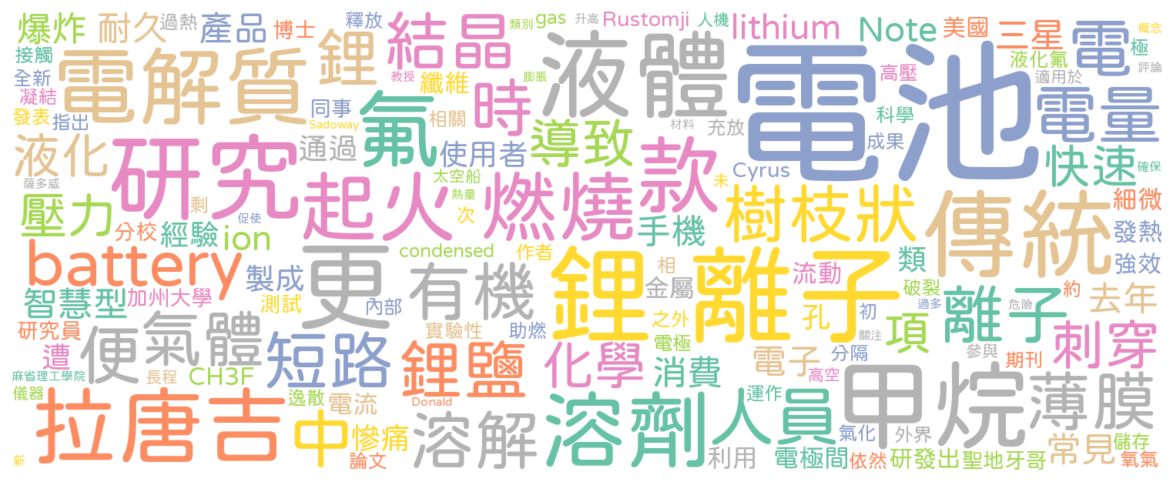 爆炸 耐久 過熱 產品 博士 釋放 結晶 類別 gas 升高 Rustomji 人機 lithium Note 美國 三星 電 極 概念
接觸 全新 凝結 發表 指出 電解質 鋰 同事 Sadoway 教授 纖維 相關 時 膨脹 液體 材料 充放 高壓 科學 成果 電池 液化氟 適用於 評論 電量
液化 薩多威 研究 通過 氟 使用者 太空船 熱量 導致 款 未 Cyrus 快速 確保
壓力 剩 分校 經驗 促使 ion 起火 次 燃燒 手機 樹枝狀 傳統 細微 發熱 強效
battery 製成 更 condensed 有機 作者 鋰離子 相 金屬 流動 類 破裂 過多 離子 約 去年
智慧型 加州大學 測試 內部 實驗性 助燃 之外 電極 孔 初 項 危險 刺穿
研究員 遭 便 氣體 短路 鋰鹽 化學 消費 電子 分隔 關注 參與 期刊
麻省理工學院 儀器 長程 CH3F 逸散 電流 Donald 高空 運作 甲烷 薄膜
新 拉唐吉 中 慘痛 論文 溶解 溶劑 人員 利用 電極間 氣化 外界 依然 研發出 聖地牙哥 常見 儲存 氧氣